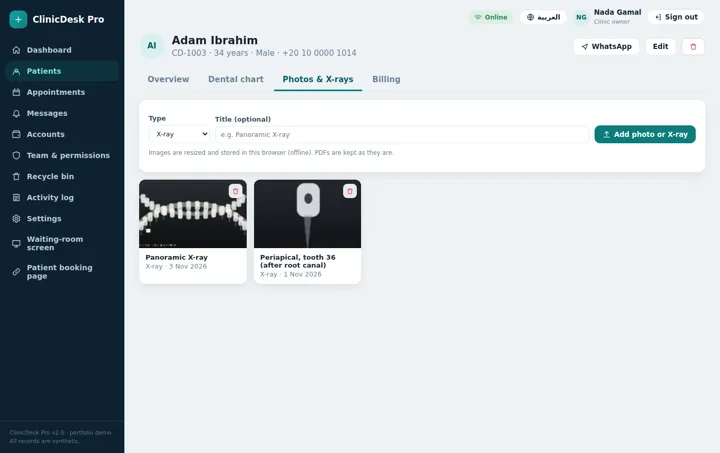 ClinicDesk Pro
Dashboard
Patients
Appointments
Messages
Accounts
Team & permissions
Recycle bin
Activity log
Settings
Waiting-room
screen
Patient booking
page
ClinicDesk Pro v2.0 · portfolio demo
All records are synthetic.
Online
العربية
NG
Nada Gamal
Clinic owner
Sign out
AI
Adam Ibrahim
CD-1003 · 34 years · Male · +20 10 0000 1014
WhatsApp
Edit
Overview
Dental chart
Photos & X-rays
Billing
Type
Title (optional)
X-ray
e.g. Panoramic X-ray
Add photo or X-ray
Images are resized and stored in this browser (offline). PDFs are kept as they are.
Panoramic X-ray
X-ray · 3 Nov 2026
Periapical, tooth 36
(after root canal)
X-ray · 1 Nov 2026